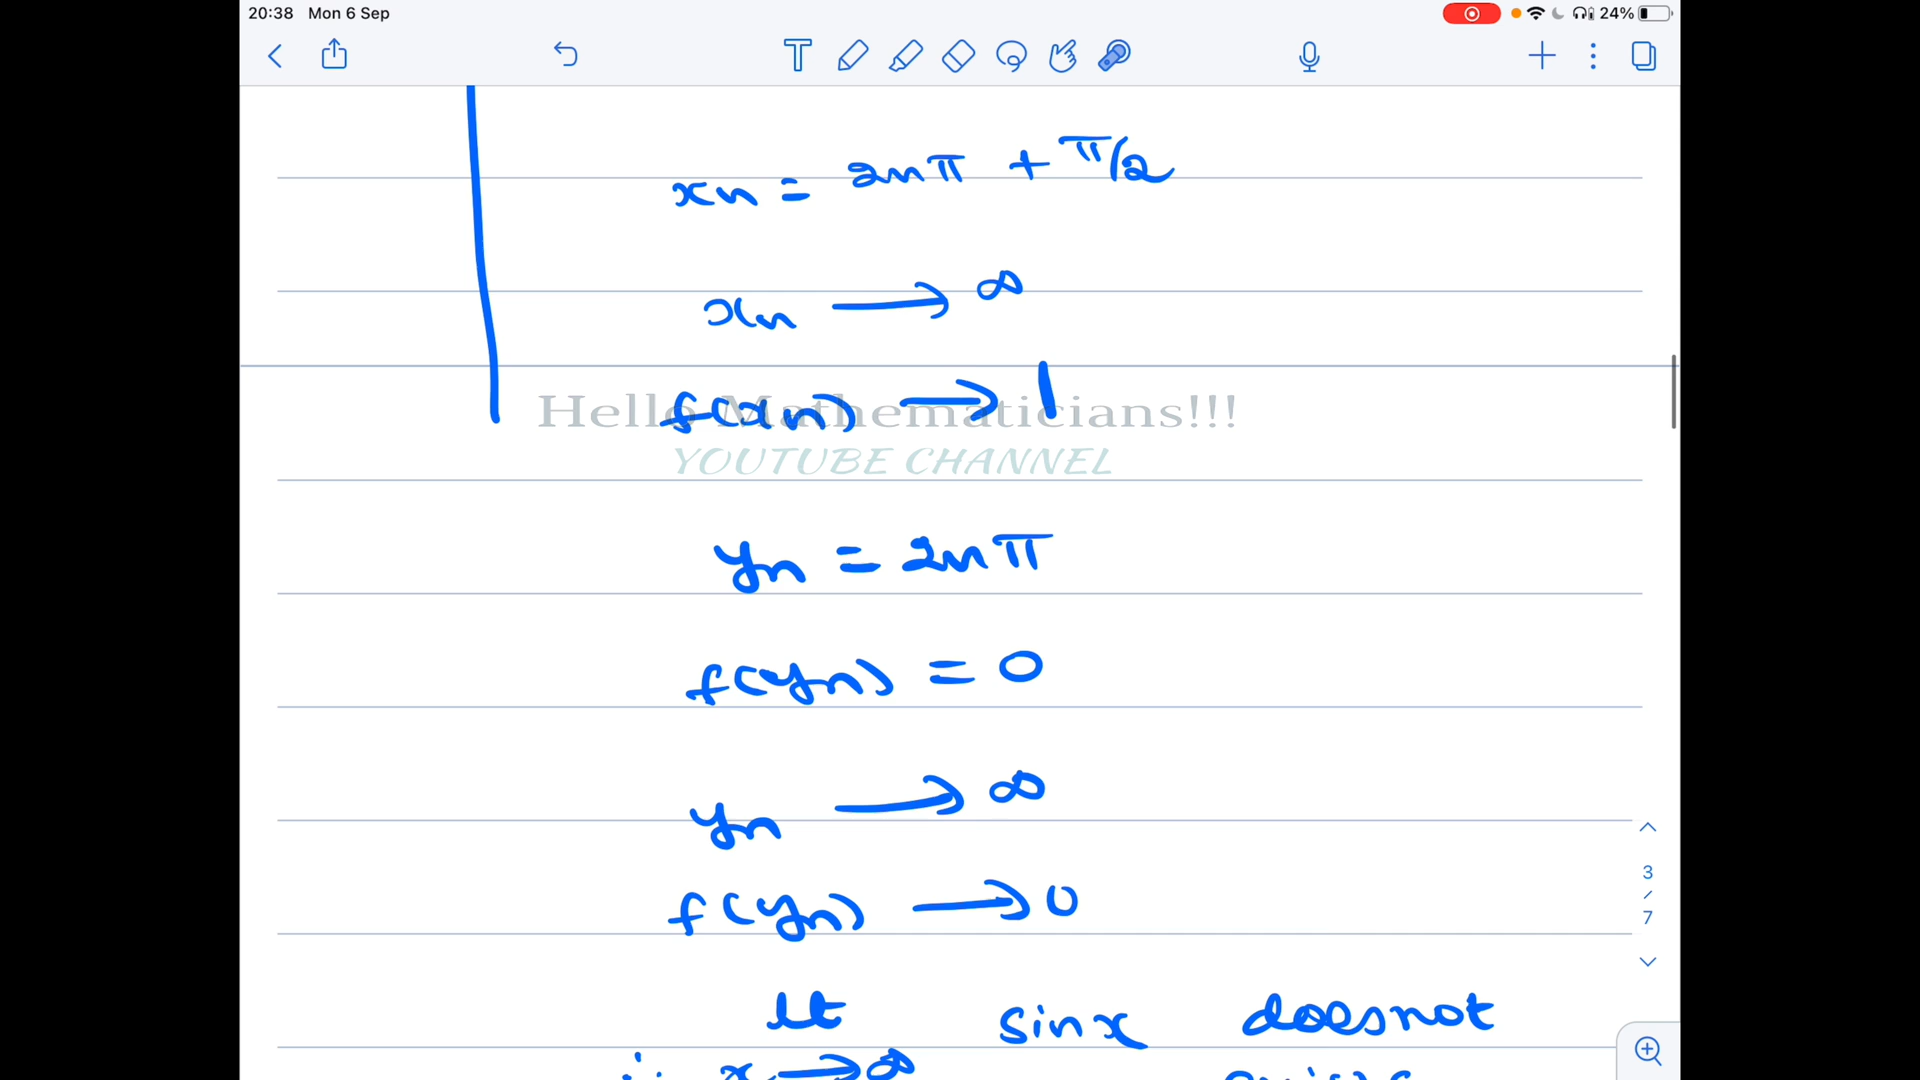 20:38 Mon 6 Sep 24%
xn = 2nπ + π/2
xn → ∞
f(xn) → 1
Hello Mathematicians!!!
YOUTUBE CHANNEL
yn = 2nπ
f(yn) = 0
yn → ∞
f(yn) → 0
3
/
7
lt sinx doesnot
x → ∞